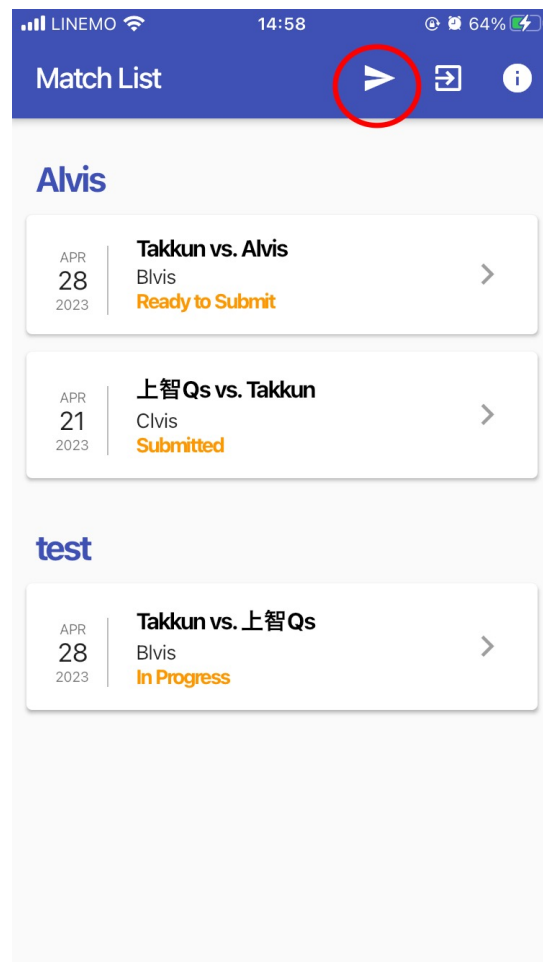 LINEMO 14:58 64%
Match List
Alvis
APR
28
2023
Takkun vs. Alvis
Blvis
Ready to Submit
APR
21
2023
上智Qs vs. Takkun
Clvis
Submitted
test
APR
28
2023
Takkun vs. 上智Qs
Blvis
In Progress